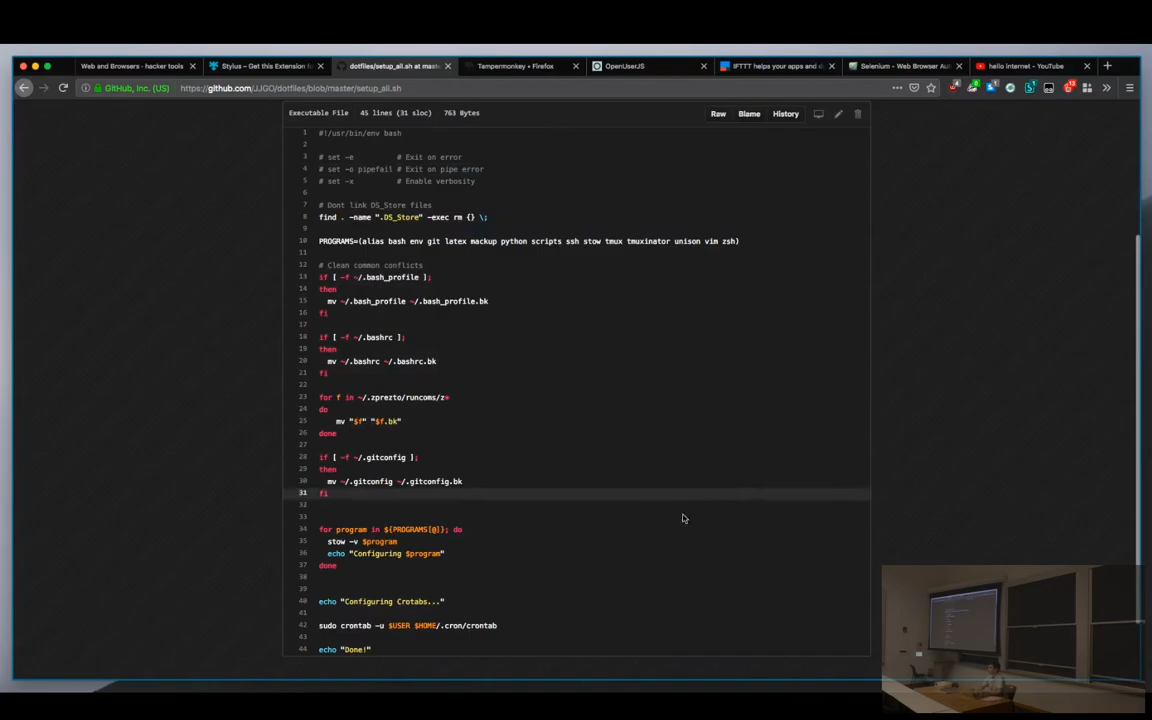 Web and Browsers - hacker tools
Stylus – Get this Extension for
dotfiles/setup_all.sh at mast
Tampermonkey • Firefox
OpenUserJS
IFTTT helps your apps and
Selenium - Web Browser Au
hello internet - YouTube
GitHub, Inc. (US)
https://github.com/JJGO/dotfiles/blob/master/setup_all.sh
Executable File
45 lines (31 sloc)
763 Bytes
Raw
Blame
History
1 #!/usr/bin/env bash
2
3 # set -e # Exit on error
4 # set -o pipefail # Exit on pipe error
5 # set -x # Enable verbosity
6
7 # Dont link DS_Store files
8 find . -name ".DS_Store" -exec rm {} \;
9
10 PROGRAMS=(alias bash env git latex mackup python scripts ssh stow tmux tmuxinator unison vim zsh)
11
12 # Clean common conflicts
13 if [ -f ~/.bash_profile ];
14 then
15 mv ~/.bash_profile ~/.bash_profile.bk
16 fi
17
18 if [ -f ~/.bashrc ];
19 then
20 mv ~/.bashrc ~/.bashrc.bk
21 fi
22
23 for f in ~/.zprezto/runcoms/z*
24 do
25 mv "$f" "$f.bk"
26 done
27
28 if [ -f ~/.gitconfig ];
29 then
30 mv ~/.gitconfig ~/.gitconfig.bk
31 fi
32
33
34 for program in ${PROGRAMS[@]}; do
35 stow -v $program
36 echo "Configuring $program"
37 done
38
39
40 echo "Configuring Crotabs..."
41
42 sudo crontab -u $USER $HOME/.cron/crontab
43
44 echo "Done!"